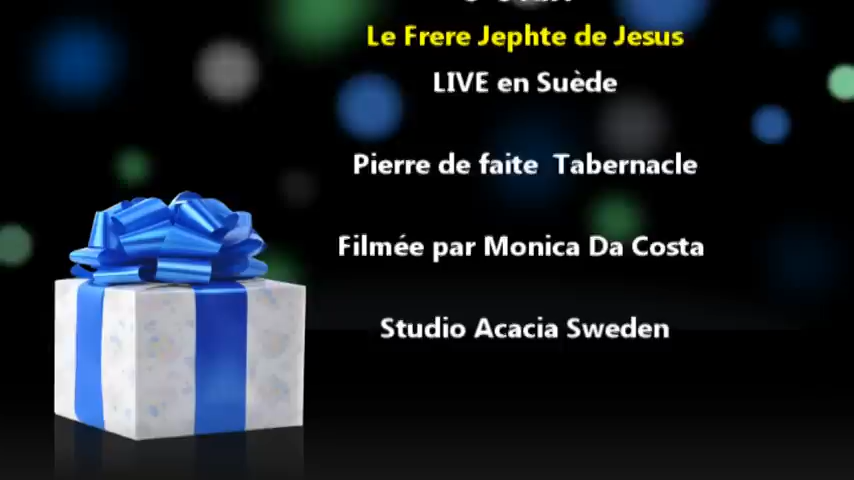 Le Frere Jephte de Jesus
LIVE en Suède
Pierre de faite Tabernacle
Filmée par Monica Da Costa
Studio Acacia Sweden